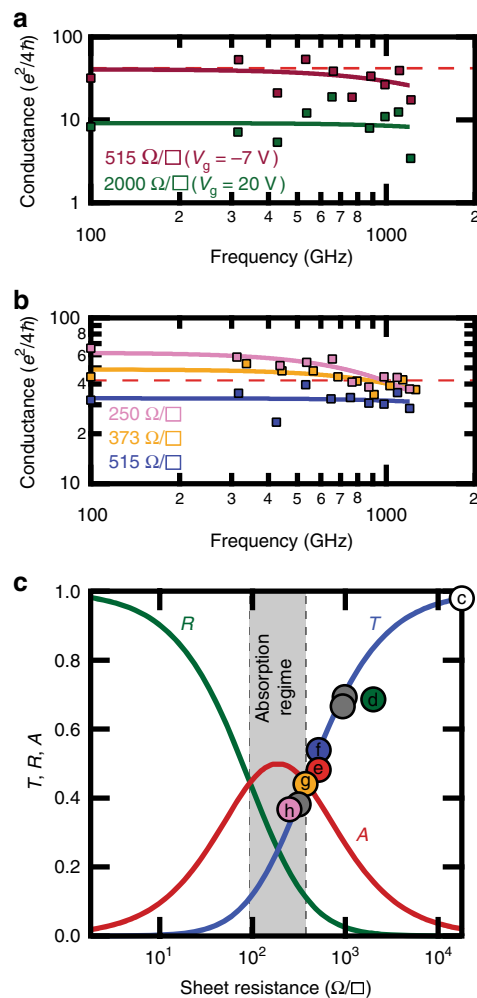 a
Conductance (e²/4ℏ)
100
10
1
515 Ω/□ (Vg = −7 V)
2000 Ω/□ (Vg = 20 V)
100 2 3 4 5 6 7 8 1000 2
Frequency (GHz)
b
Conductance (e²/4ℏ)
100
8
6
4
2
10
250 Ω/□
373 Ω/□
515 Ω/□
100 2 3 4 5 6 7 8 1000 2
Frequency (GHz)
c
T, R, A
1.0
0.8
0.6
0.4
0.2
0.0
R
Absorption
regime
T
A
c
d
f
e
g
h
10¹ 10² 10³ 10⁴
Sheet resistance (Ω/□)